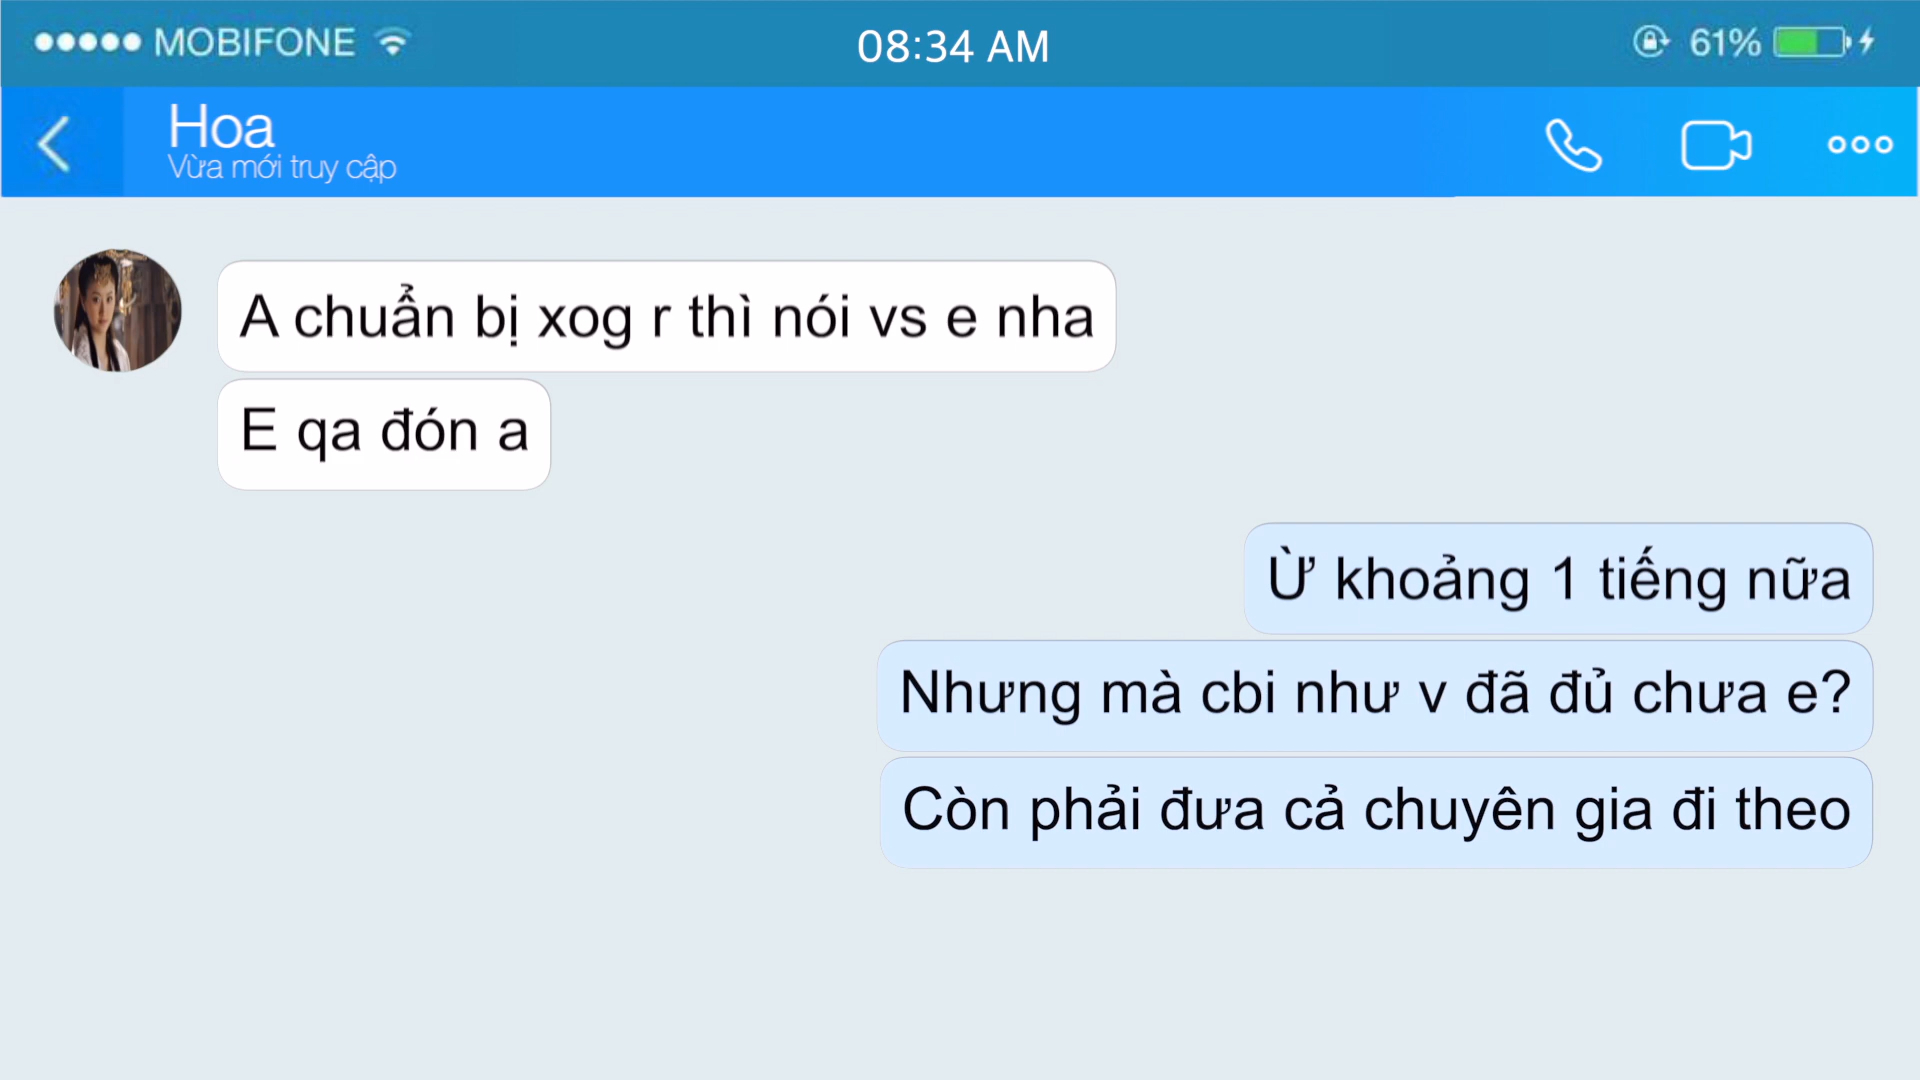 MOBIFONE
08:34 AM
61%
Hoa
Vừa mới truy cập
A chuẩn bị xog r thì nói vs e nha
E qa đón a
Ừ khoảng 1 tiếng nữa
Nhưng mà cbi như v đã đủ chưa e?
Còn phải đưa cả chuyên gia đi theo